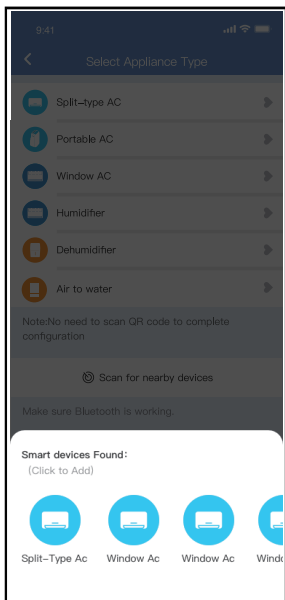 9:41
Select Appliance Type
Split-type AC
Portable AC
Window AC
Humidifier
Dehumidifier
Air to water
Note:No need to scan QR code to complete
configuration
Scan for nearby devices
Make sure Bluetooth is working.
Smart devices Found:
(Click to Add)
Split-Type Ac Window Ac Window Ac Windo